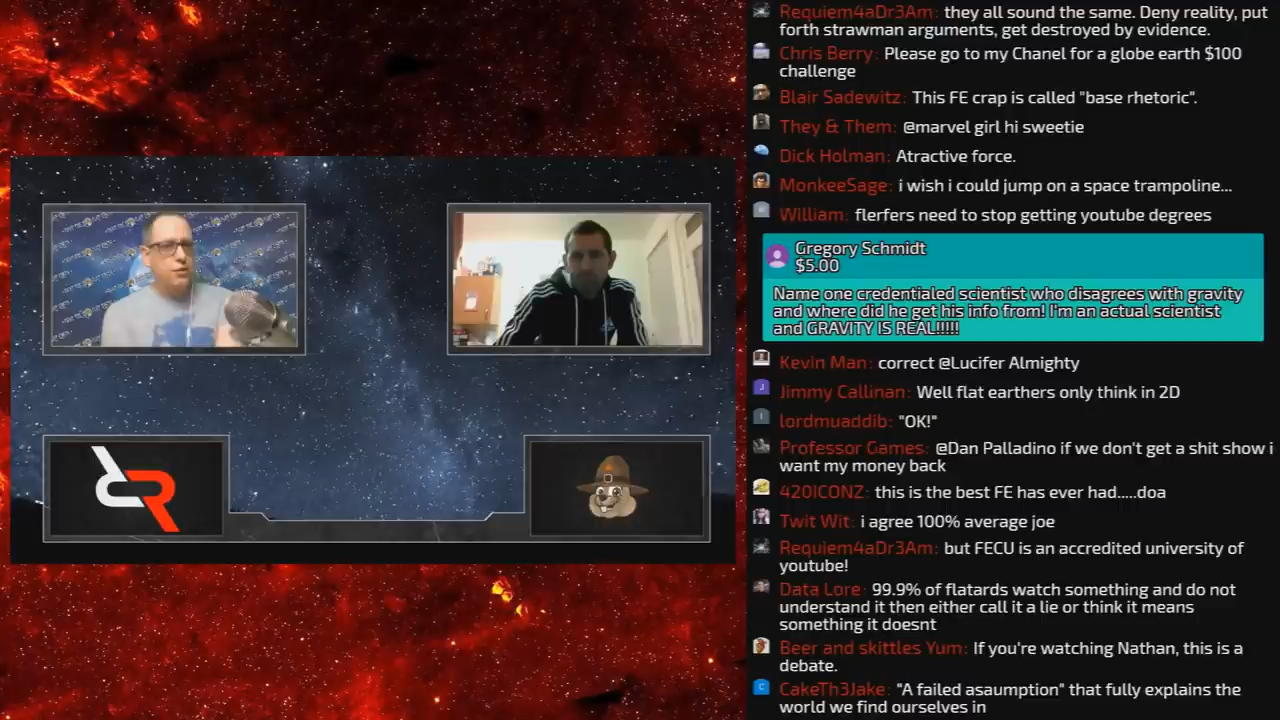 Requiem4aDr3Am: they all sound the same. Deny reality, put
forth strawman arguments, get destroyed by evidence.
Chris Berry: Please go to my Chanel for a globe earth $100
challenge
Blair Sadewitz: This FE crap is called "base rhetoric".
They & Them: @marvel girl hi sweetie
Dick Holman: Atractive force.
MonkeeSage: i wish i could jump on a space trampoline...
William: flerfers need to stop getting youtube degrees
Gregory Schmidt
$5.00
Name one credentialed scientist who disagrees with gravity
and where did he get his info from! I'm an actual scientist
and GRAVITY IS REAL!!!!!
Kevin Man: correct @Lucifer Almighty
Jimmy Callinan: Well flat earthers only think in 2D
lordmuaddib: "OK!"
Professor Games: @Dan Palladino if we don't get a shit show i
want my money back
420ICONZ: this is the best FE has ever had.....doa
Twit Wit: i agree 100% average joe
Requiem4aDr3Am: but FECU is an accredited university of
youtube!
Data Lore: 99.9% of flatards watch something and do not
understand it then either call it a lie or think it means
something it doesnt
Beer and skittles Yum: If you're watching Nathan, this is a
debate.
CakeTh3Jake: "A failed asaumption" that fully explains the
world we find ourselves in